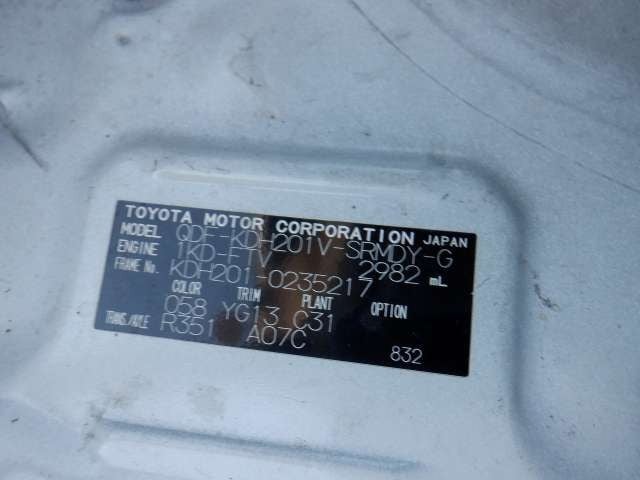 TOYOTA MOTOR CORPORATION JAPAN
MODEL QDF-KDH201V-SRMDY-G
ENGINE 1KD-FTV 2982 mL
FRAME No. KDH201-0235217
COLOR TRIM PLANT OPTION
058 YG13 C31
TRANS/AXLE R351 A07C
832